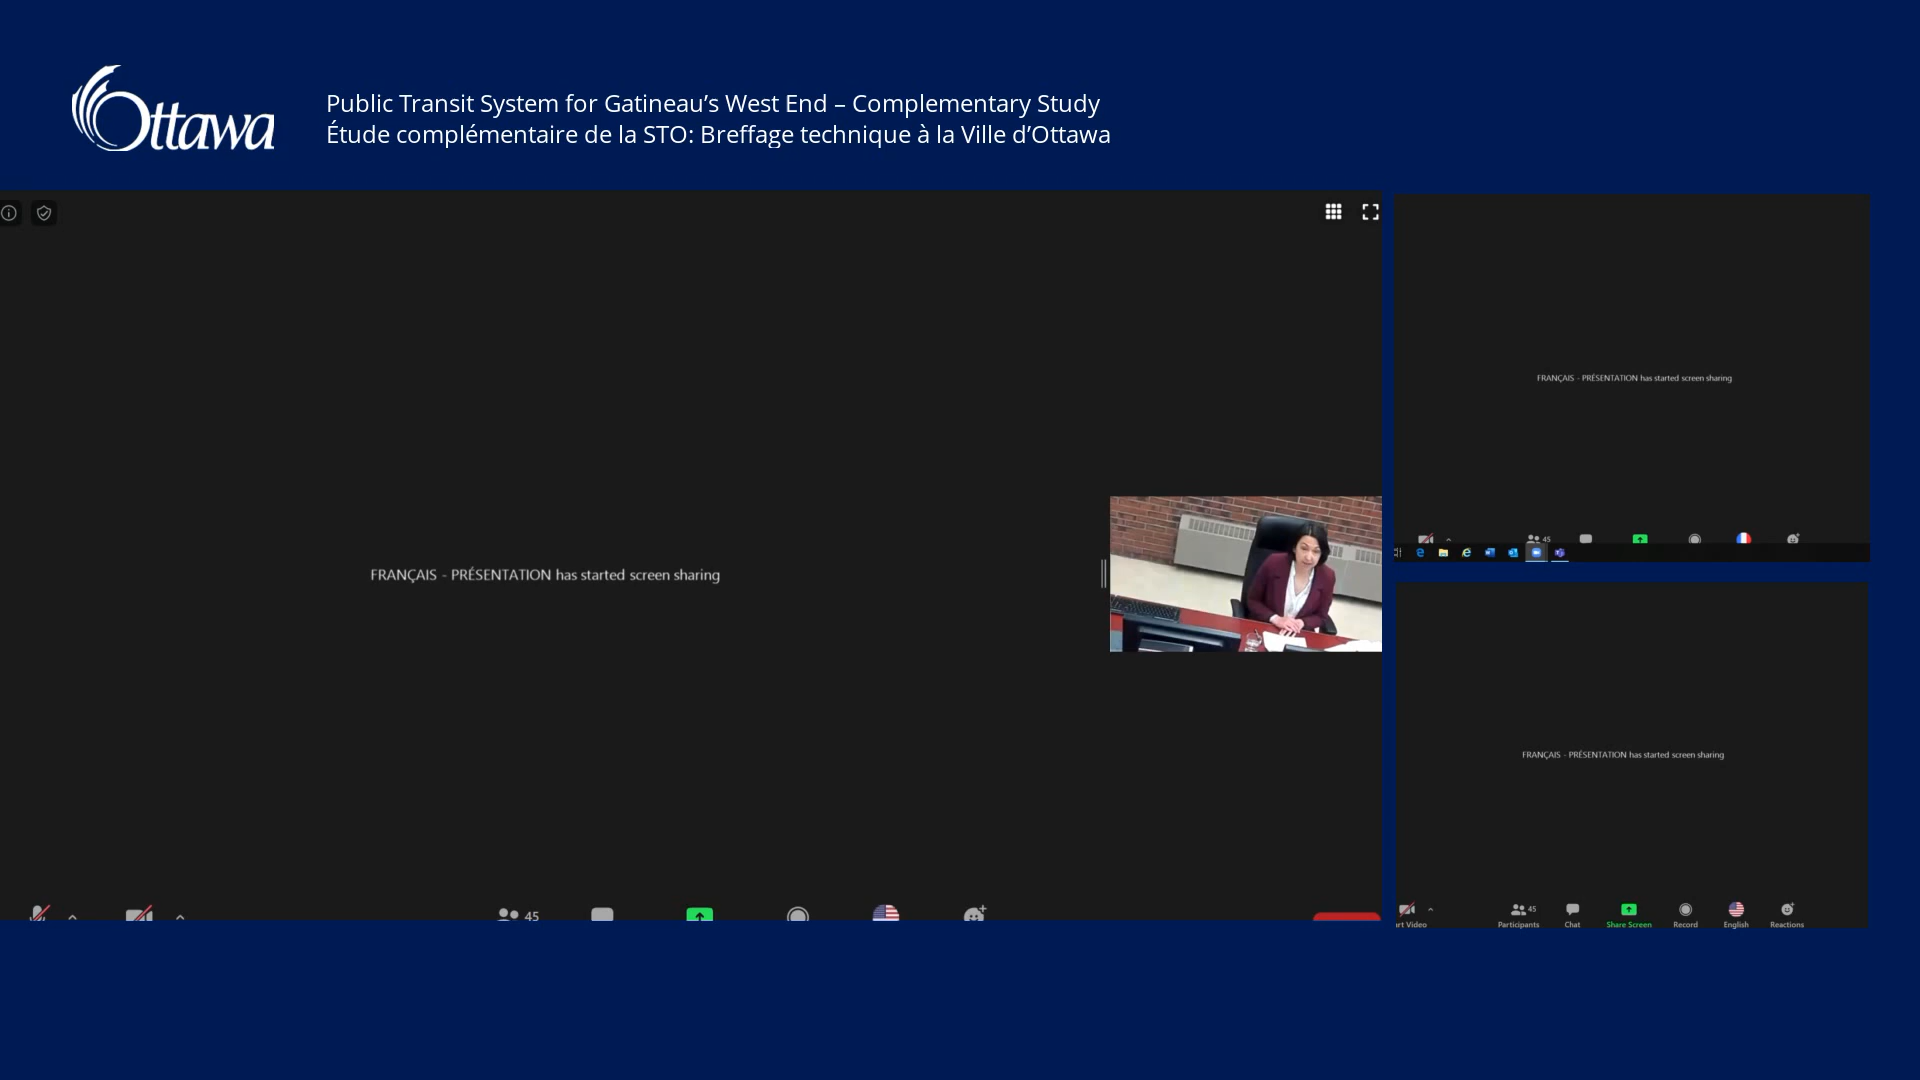 Ottawa
Public Transit System for Gatineau’s West End – Complementary Study
Étude complémentaire de la STO: Breffage technique à la Ville d’Ottawa
FRANÇAIS - PRÉSENTATION has started screen sharing
45
FRANÇAIS - PRÉSENTATION has started screen sharing
45
FRANÇAIS - PRÉSENTATION has started screen sharing
45
rt Video
Participants
Chat
Share Screen
Record
English
Reactions